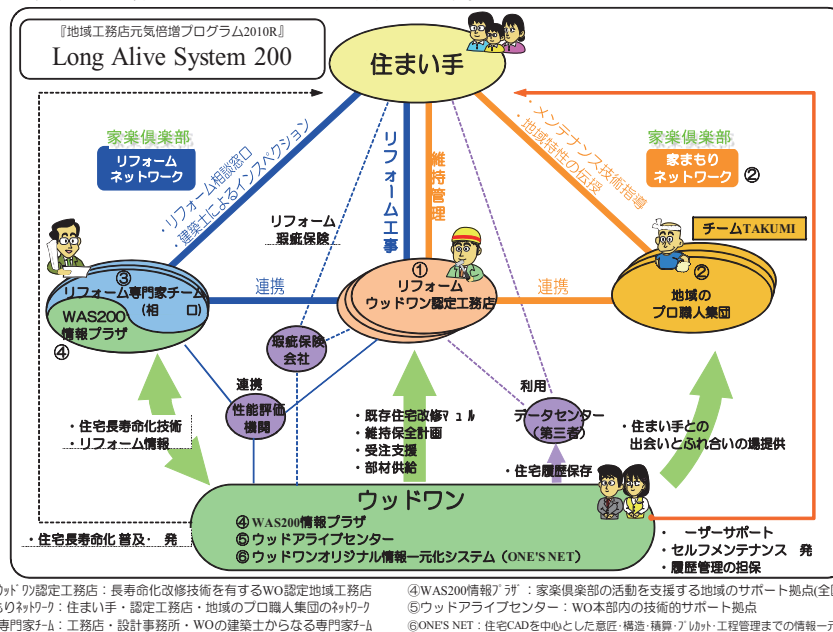 『地域工務店元気倍増プログラム2010R』
Long Alive System 200
住まい手
家楽倶楽部
リフォーム
ネットワーク
・リフォーム相談窓口
・建築士によるインスペクション
リフォーム工事
維持管理
・メンテナンス技術指導
・地域特性の伝授
家楽倶楽部
家まもり
ネットワーク
②
リフォーム
瑕疵保険
チームTAKUMI
③
リフォーム専門家チーム
(相 口)
WAS200
情報プラザ
④
連携
①
リフォーム
ウッドワン認定工務店
連携
②
地域の
プロ職人集団
瑕疵保険
会社
連携
性能評価
機関
利用
データセンター
(第三者)
・住宅長寿命化技術
・リフォーム情報
・既存住宅改修ﾏ ｭ ﾙ
・維持保全計画
・受注支援
・部材供給
・住宅履歴保存
・住まい手との
出会いとふれ合いの場提供
ウッドワン
④ WAS200情報プラザ
⑤ ウッドアライブセンター
⑥ ウッドワンオリジナル情報一元化システム（ONE'S NET）
・住宅長寿命化 普及・ 発
・ ーザーサポート
・セルフメンテナンス 発
・履歴管理の担保
ｳｯﾄﾞﾜﾝ認定工務店：長寿命化改修技術を有するWO認定地域工務店
もりﾈｯﾄﾜｰｸ：住まい手・認定工務店・地域のプロ職人集団のﾈｯﾄﾜｰｸ
専門家ﾁｰﾑ：工務店・設計事務所・WOの建築士からなる専門家ﾁｰﾑ
④WAS200情報ﾌﾟﾗｻﾞ：家楽倶楽部の活動を支援する地域のサポート拠点(全国
⑤ウッドアライブセンター：WO本部内の技術的サポート拠点
⑥ONE'S NET：住宅CADを中心とした意匠・構造・積算・ﾌﾟﾚｶｯﾄ・工程管理までの情報一元